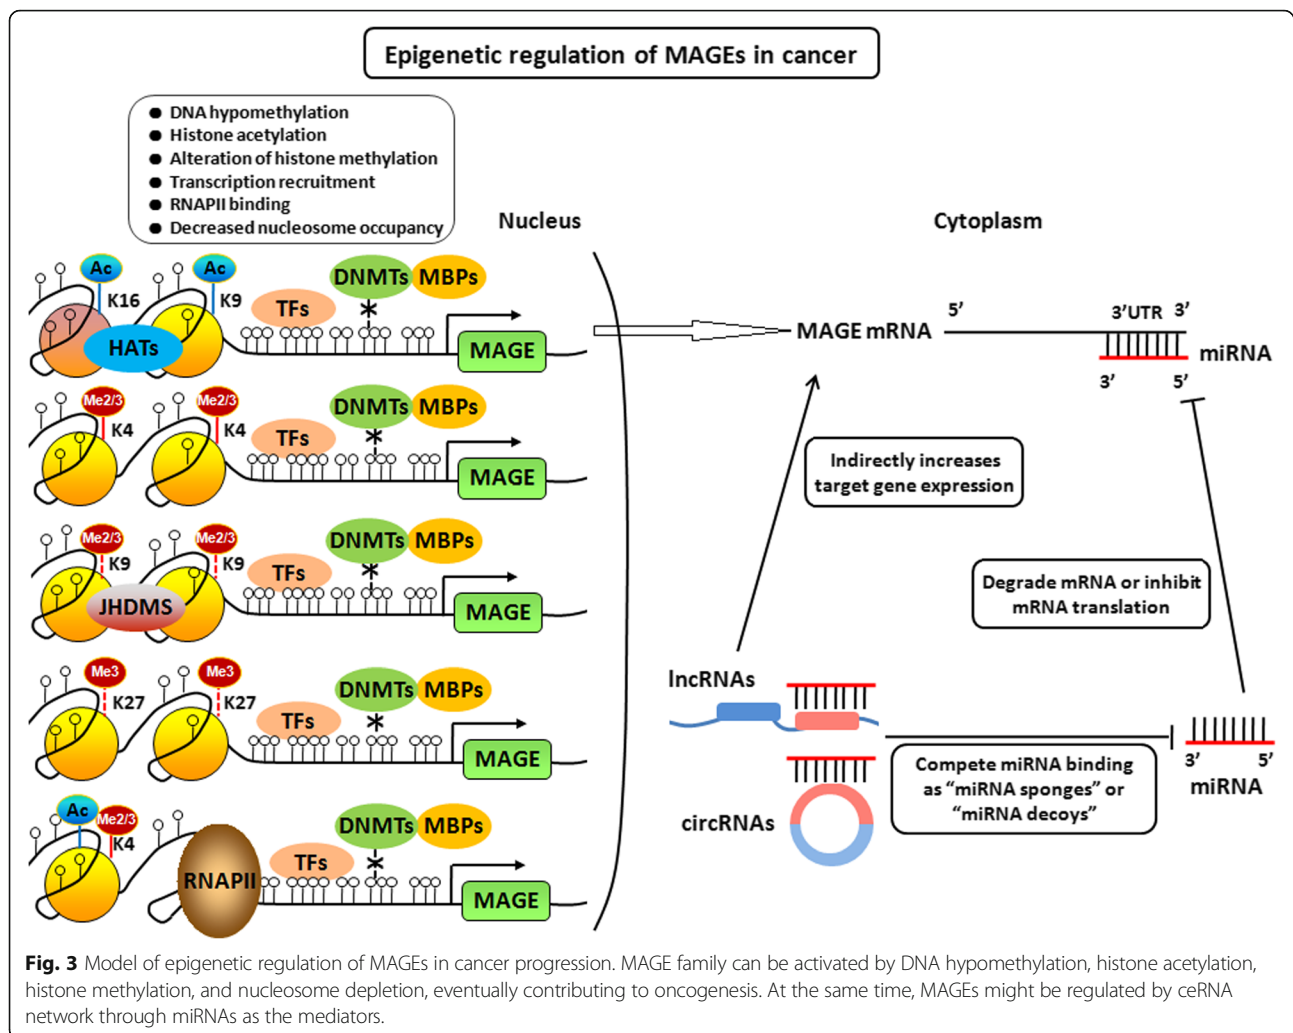 Epigenetic regulation of MAGEs in cancer
● DNA hypomethylation
● Histone acetylation
● Alteration of histone methylation
● Transcription recruitment
● RNAPII binding
● Decreased nucleosome occupancy
Nucleus
Cytoplasm
Ac
Ac
K16
K9
HATs
TFs
DNMTs
MBPs
MAGE
Me2/3
Me2/3
K4
K4
TFs
DNMTs
MBPs
MAGE
Me2/3
Me2/3
K9
K9
JHDMS
TFs
DNMTs
MBPs
MAGE
Me3
Me3
K27
K27
TFs
DNMTs
MBPs
MAGE
Ac
Me2/3
K4
RNAPII
TFs
DNMTs
MBPs
MAGE
MAGE mRNA
5’
3’UTR
3’
miRNA
3’
5’
Indirectly increases
target gene expression
Degrade mRNA or inhibit
mRNA translation
lncRNAs
circRNAs
Compete miRNA binding
as “miRNA sponges” or
“miRNA decoys”
3’
5’
miRNA
Fig. 3 Model of epigenetic regulation of MAGEs in cancer progression. MAGE family can be activated by DNA hypomethylation, histone acetylation,
histone methylation, and nucleosome depletion, eventually contributing to oncogenesis. At the same time, MAGEs might be regulated by ceRNA
network through miRNAs as the mediators.